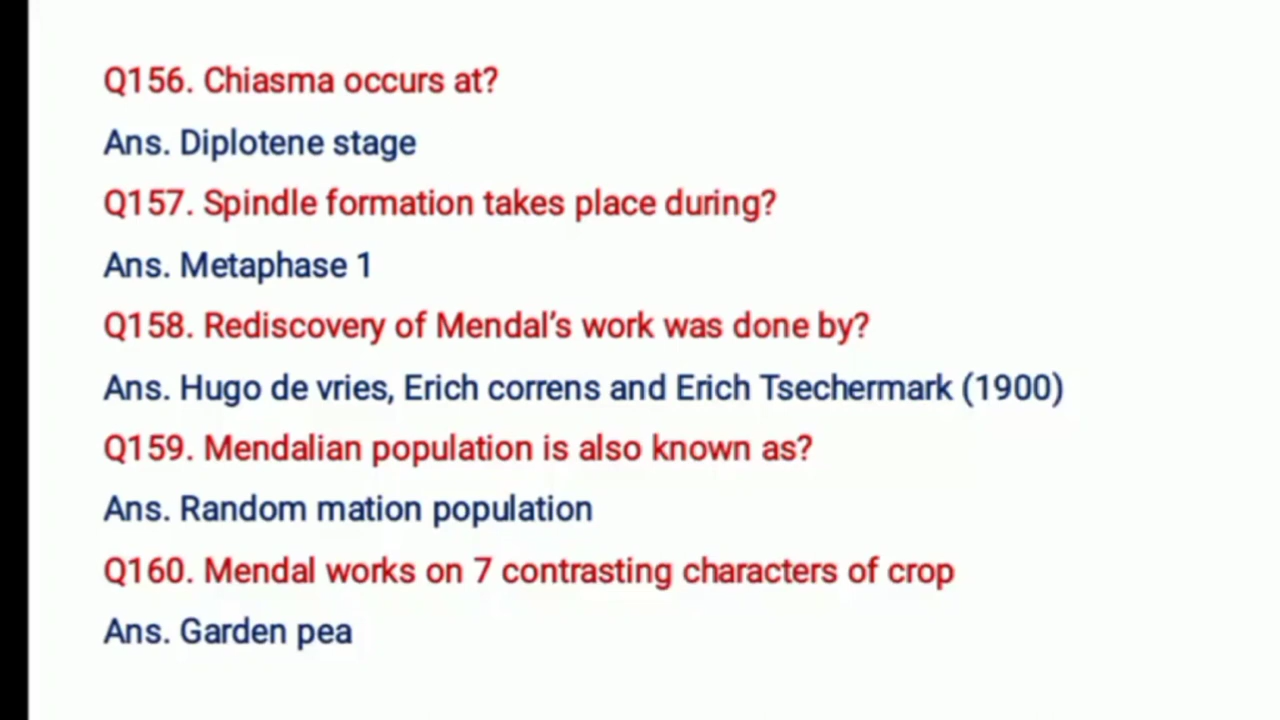 Q156. Chiasma occurs at?
Ans. Diplotene stage
Q157. Spindle formation takes place during?
Ans. Metaphase 1
Q158. Rediscovery of Mendal’s work was done by?
Ans. Hugo de vries, Erich correns and Erich Tsechermark (1900)
Q159. Mendalian population is also known as?
Ans. Random mation population
Q160. Mendal works on 7 contrasting characters of crop
Ans. Garden pea